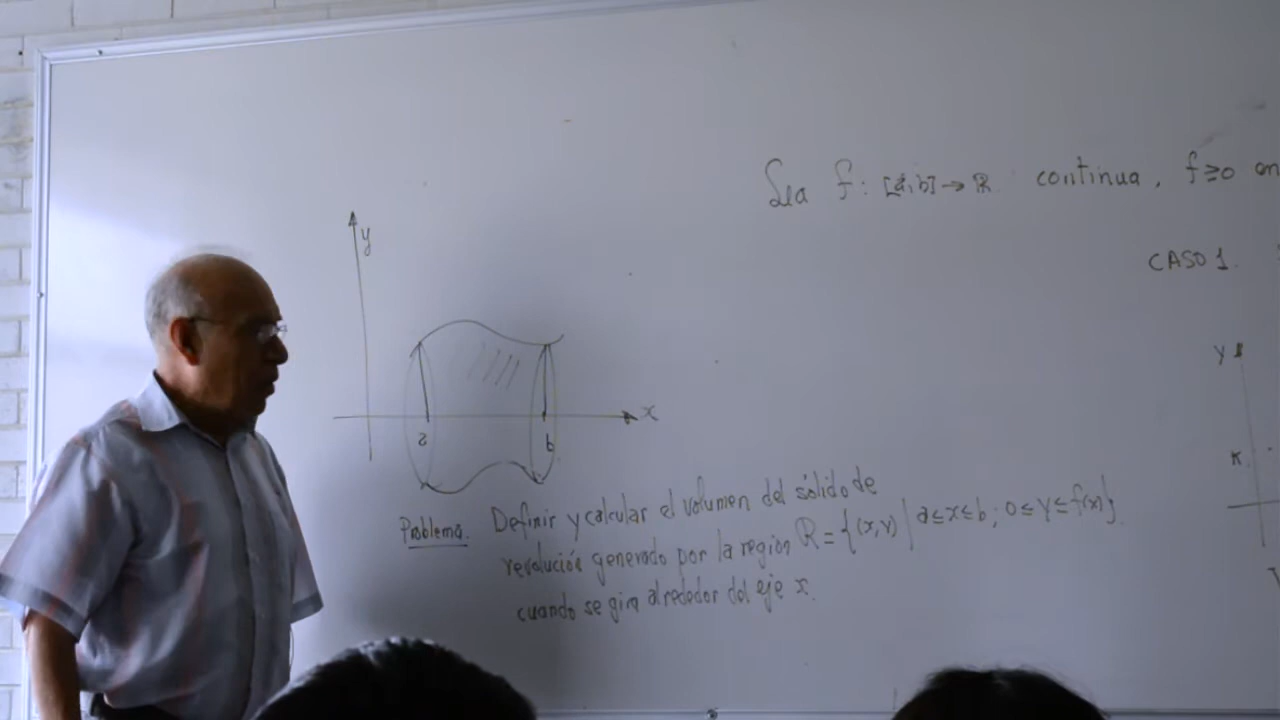 Sea f: [a,b] → ℝ continua, f≥0 en
CASO 1.
y
x
a
b
Y
K
Problema. Definir y calcular el volumen del sólido de
revolución generado por la region R = {(x,y) | a≤x≤b; 0≤y≤f(x)}
cuando se gira alrededor del eje x.